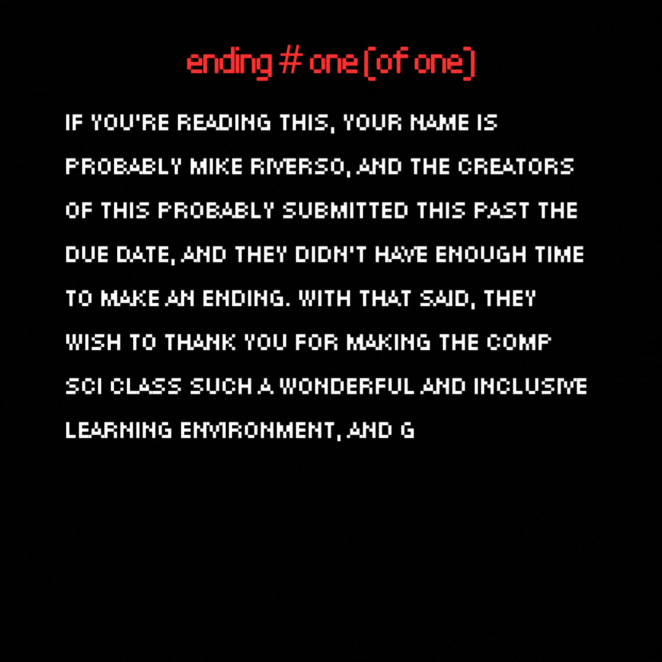 ending # one (of one)
IF YOU'RE READING THIS, YOUR NAME IS
PROBABLY MIKE RIVERSO, AND THE CREATORS
OF THIS PROBABLY SUBMITTED THIS PAST THE
DUE DATE, AND THEY DIDN'T HAVE ENOUGH TIME
TO MAKE AN ENDING. WITH THAT SAID, THEY
WISH TO THANK YOU FOR MAKING THE COMP
SCI CLASS SUCH A WONDERFUL AND INCLUSIVE
LEARNING ENVIRONMENT, AND G